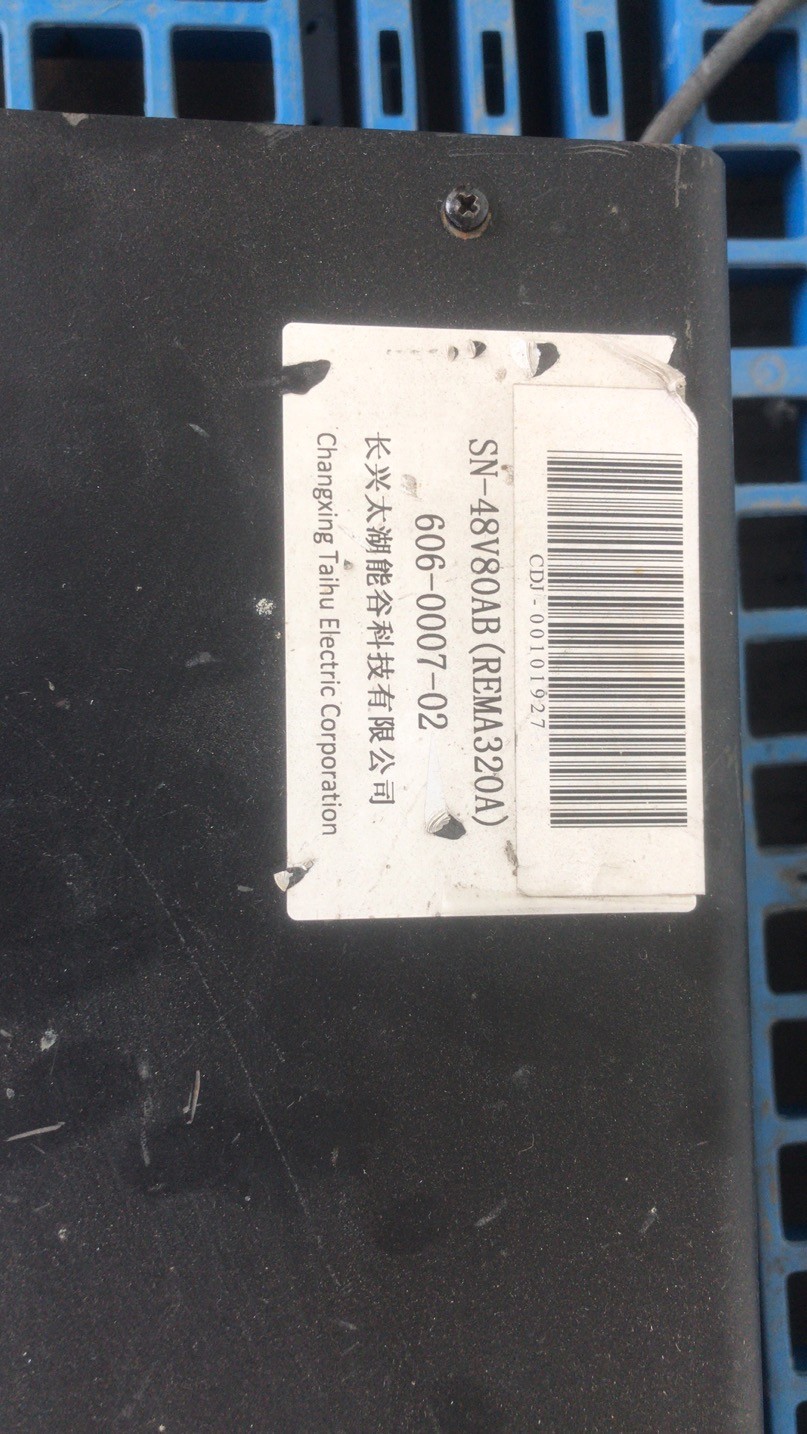 CDJ-00101927
SN-48V80AB(REMA320A)
606-0007-02
长兴太湖能谷科技有限公司
Changxing Taihu Electric Corporation